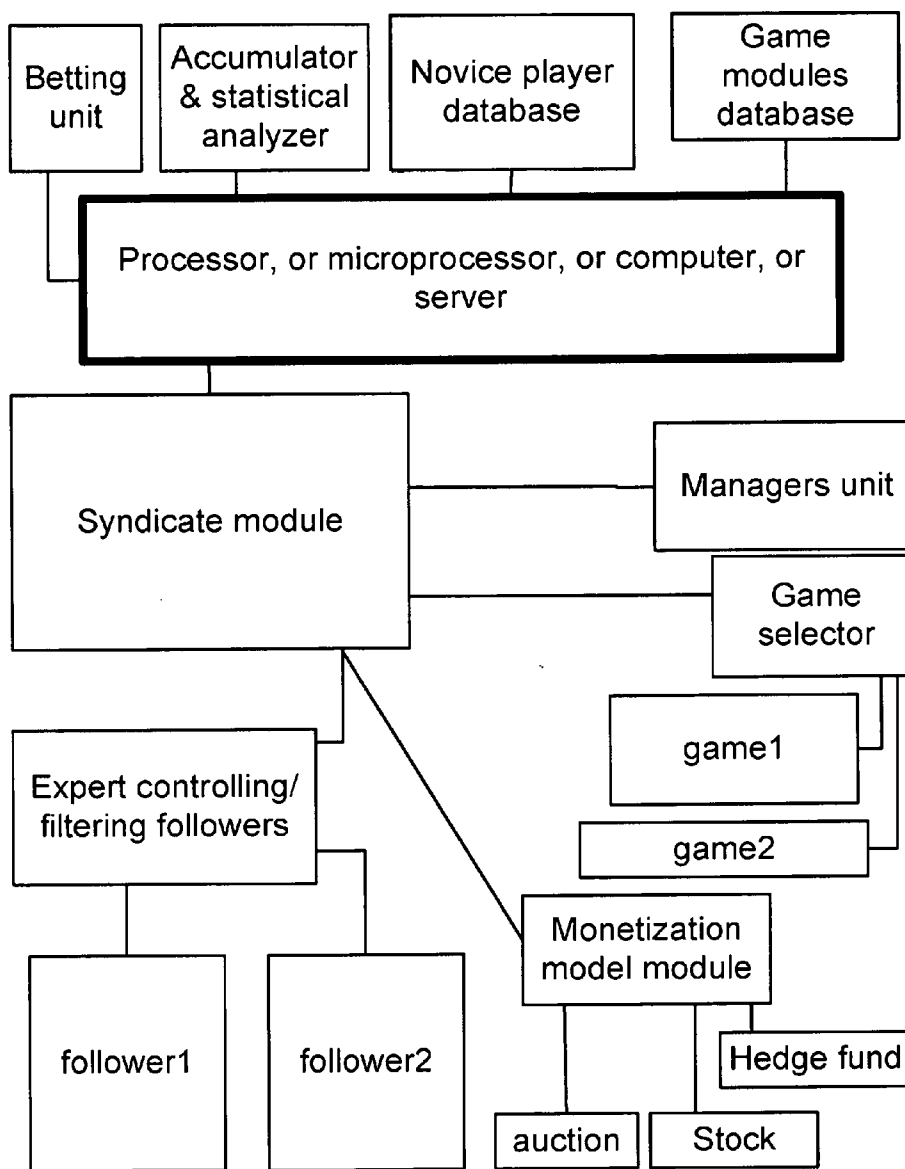 Betting
unit
Accumulator
& statistical
analyzer
Novice player
database
Game
modules
database
Processor, or microprocessor, or computer, or
server
Syndicate module
Managers unit
Game
selector
game1
game2
Expert controlling/
filtering followers
Monetization
model module
follower1
follower2
Hedge fund
auction
Stock